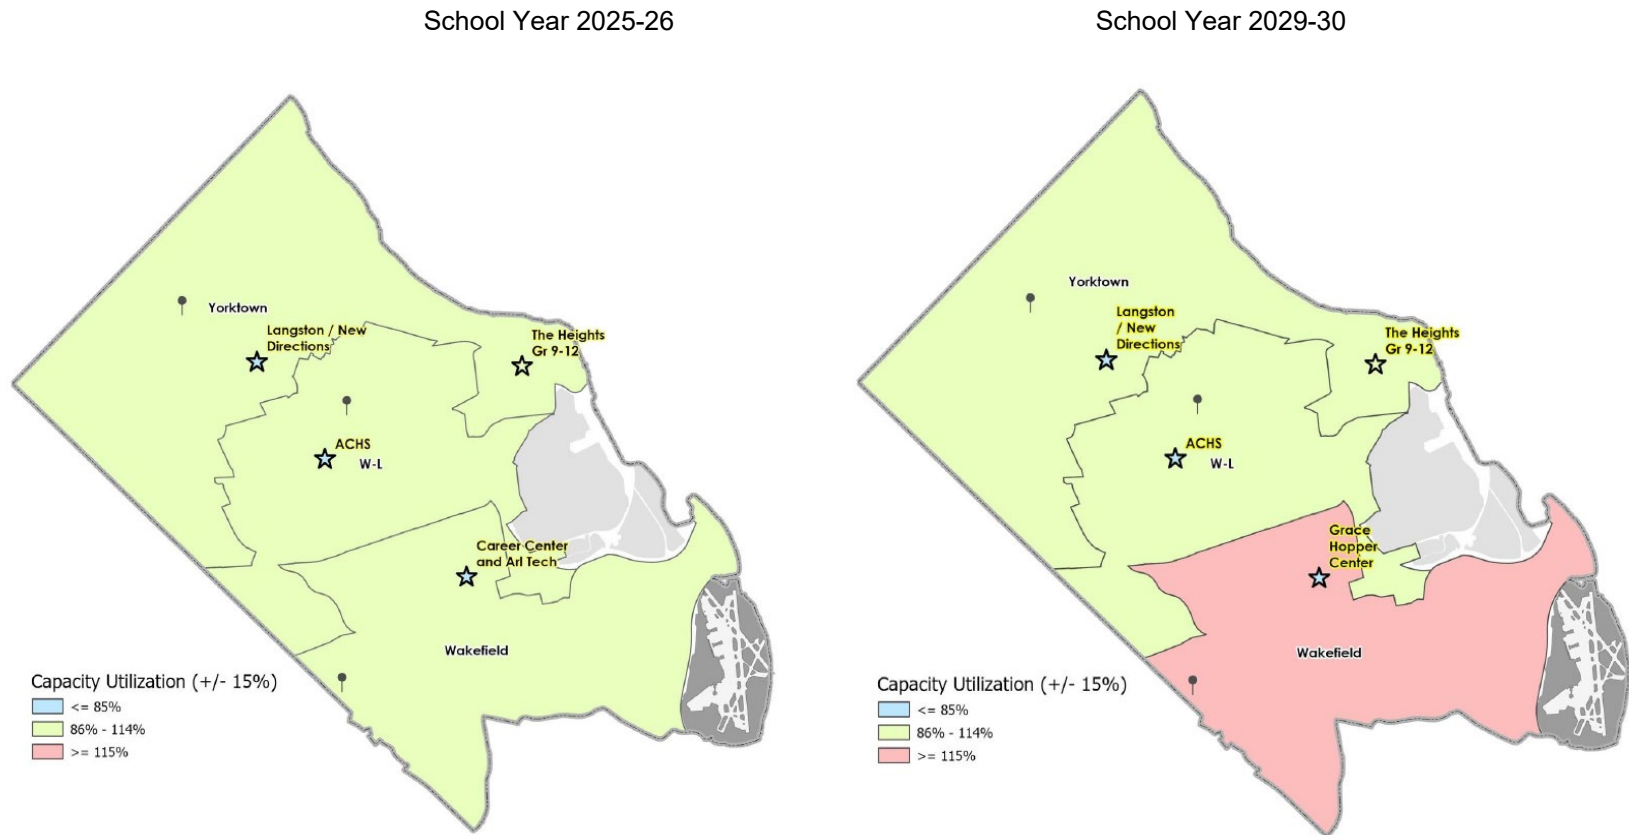 School Year 2025-26
Yorktown
Langston / New
Directions
The Heights
Gr 9-12
ACHS
W-L
Career Center
and Arl Tech
Wakefield
Capacity Utilization (+/- 15%)
<= 85%
86% - 114%
>= 115%
School Year 2029-30
Yorktown
Langston
/ New
Directions
The Heights
Gr 9-12
ACHS
W-L
Grace
Hopper
Center
Wakefield
Capacity Utilization (+/- 15%)
<= 85%
86% - 114%
>= 115%